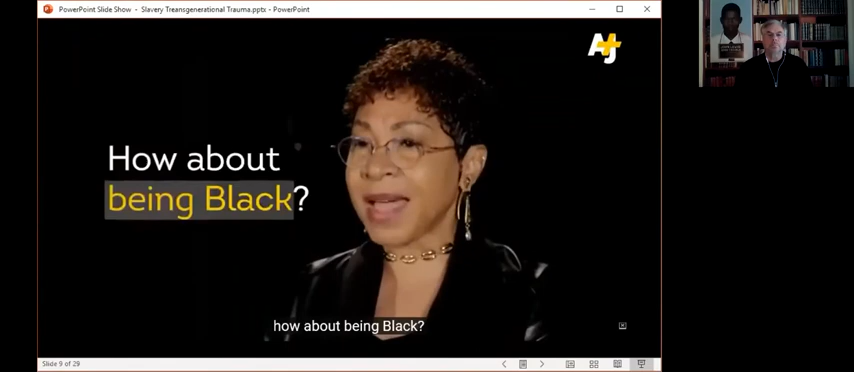 PowerPoint Slide Show - Slavery Treansgenerational Trauma.pptx - PowerPoint
AJ+
How about
being Black?
how about being Black?
Slide 9 of 29